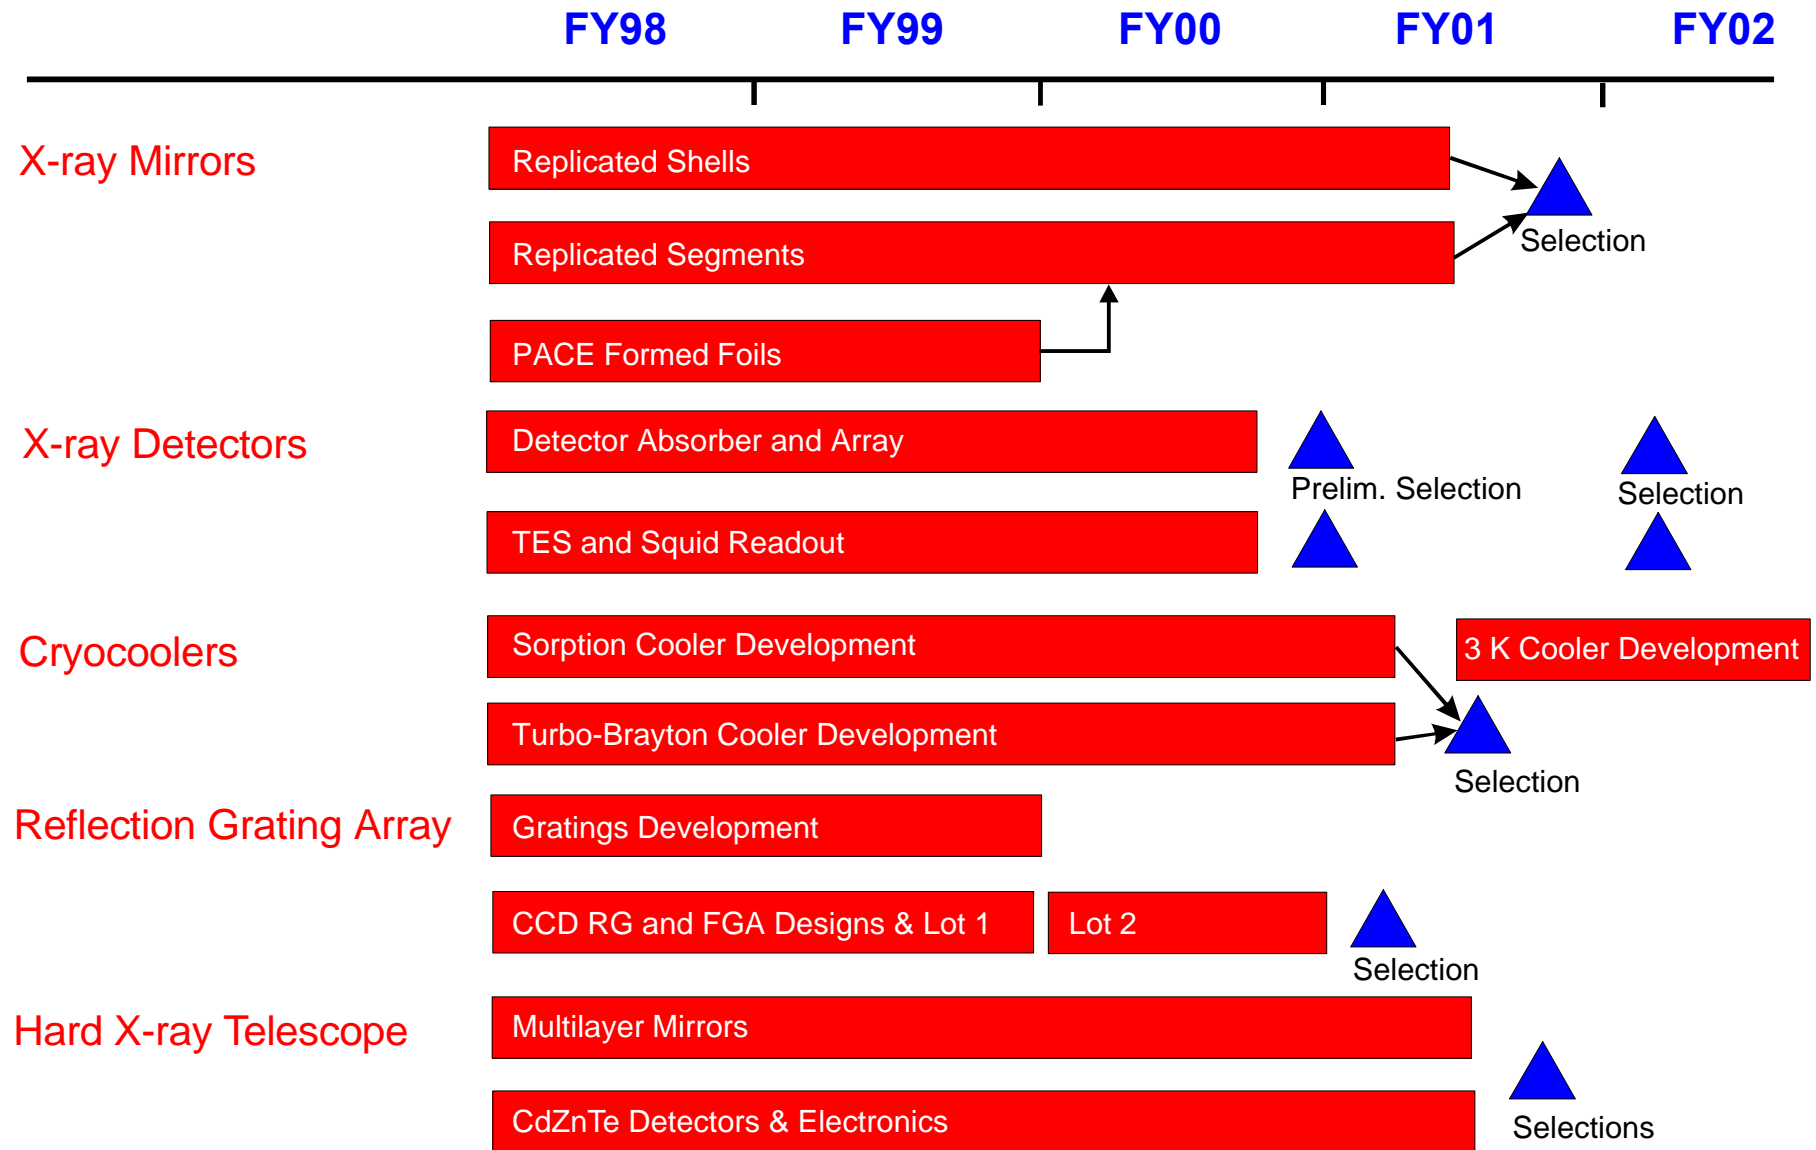 FY98 FY99 FY00 FY01 FY02
X-ray Mirrors
Replicated Shells
Replicated Segments
Selection
PACE Formed Foils
X-ray Detectors
Detector Absorber and Array
Prelim. Selection
Selection
TES and Squid Readout
Cryocoolers
Sorption Cooler Development
3 K Cooler Development
Turbo-Brayton Cooler Development
Selection
Reflection Grating Array
Gratings Development
CCD RG and FGA Designs & Lot 1
Lot 2
Selection
Hard X-ray Telescope
Multilayer Mirrors
CdZnTe Detectors & Electronics
Selections